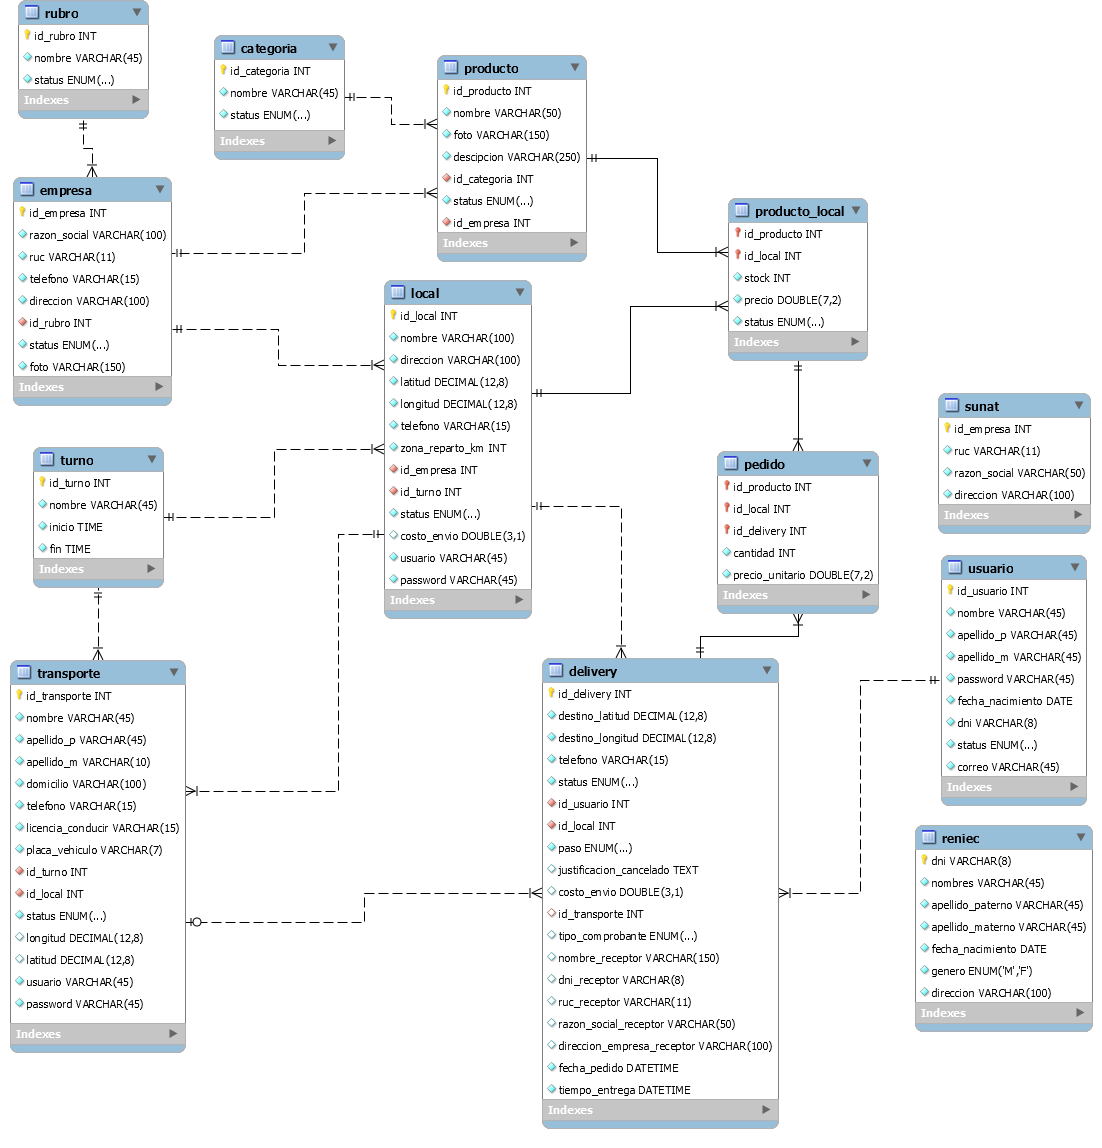 rubro
id_rubro INT
nombre VARCHAR(45)
status ENUM(...)
Indexes
categoria
id_categoria INT
nombre VARCHAR(45)
status ENUM(...)
Indexes
producto
id_producto INT
nombre VARCHAR(50)
foto VARCHAR(150)
descipcion VARCHAR(250)
id_categoria INT
status ENUM(...)
id_empresa INT
Indexes
empresa
id_empresa INT
razon_social VARCHAR(100)
ruc VARCHAR(11)
telefono VARCHAR(15)
direccion VARCHAR(100)
id_rubro INT
status ENUM(...)
foto VARCHAR(150)
Indexes
producto_local
id_producto INT
id_local INT
stock INT
precio DOUBLE(7,2)
status ENUM(...)
Indexes
local
id_local INT
nombre VARCHAR(100)
direccion VARCHAR(100)
latitud DECIMAL(12,8)
longitud DECIMAL(12,8)
telefono VARCHAR(15)
zona_reparto_km INT
id_empresa INT
id_turno INT
status ENUM(...)
costo_envio DOUBLE(3,1)
usuario VARCHAR(45)
password VARCHAR(45)
Indexes
sunat
id_empresa INT
ruc VARCHAR(11)
razon_social VARCHAR(50)
direccion VARCHAR(100)
Indexes
turno
id_turno INT
nombre VARCHAR(45)
inicio TIME
fin TIME
Indexes
pedido
id_producto INT
id_local INT
id_delivery INT
cantidad INT
precio_unitario DOUBLE(7,2)
Indexes
usuario
id_usuario INT
nombre VARCHAR(45)
apellido_p VARCHAR(45)
apellido_m VARCHAR(45)
password VARCHAR(45)
fecha_nacimiento DATE
dni VARCHAR(8)
status ENUM(...)
correo VARCHAR(45)
Indexes
transporte
id_transporte INT
nombre VARCHAR(45)
apellido_p VARCHAR(45)
apellido_m VARCHAR(10)
domicilio VARCHAR(100)
telefono VARCHAR(15)
licencia_conducir VARCHAR(15)
placa_vehiculo VARCHAR(7)
id_turno INT
id_local INT
status ENUM(...)
longitud DECIMAL(12,8)
latitud DECIMAL(12,8)
usuario VARCHAR(45)
password VARCHAR(45)
Indexes
delivery
id_delivery INT
destino_latitud DECIMAL(12,8)
destino_longitud DECIMAL(12,8)
telefono VARCHAR(15)
status ENUM(...)
id_usuario INT
id_local INT
paso ENUM(...)
justificacion_cancelado TEXT
costo_envio DOUBLE(3,1)
id_transporte INT
tipo_comprobante ENUM(...)
nombre_receptor VARCHAR(150)
dni_receptor VARCHAR(8)
ruc_receptor VARCHAR(11)
razon_social_receptor VARCHAR(50)
direccion_empresa_receptor VARCHAR(100)
fecha_pedido DATETIME
tiempo_entrega DATETIME
Indexes
reniec
dni VARCHAR(8)
nombres VARCHAR(45)
apellido_paterno VARCHAR(45)
apellido_materno VARCHAR(45)
fecha_nacimiento DATE
genero ENUM('M','F')
direccion VARCHAR(100)
Indexes